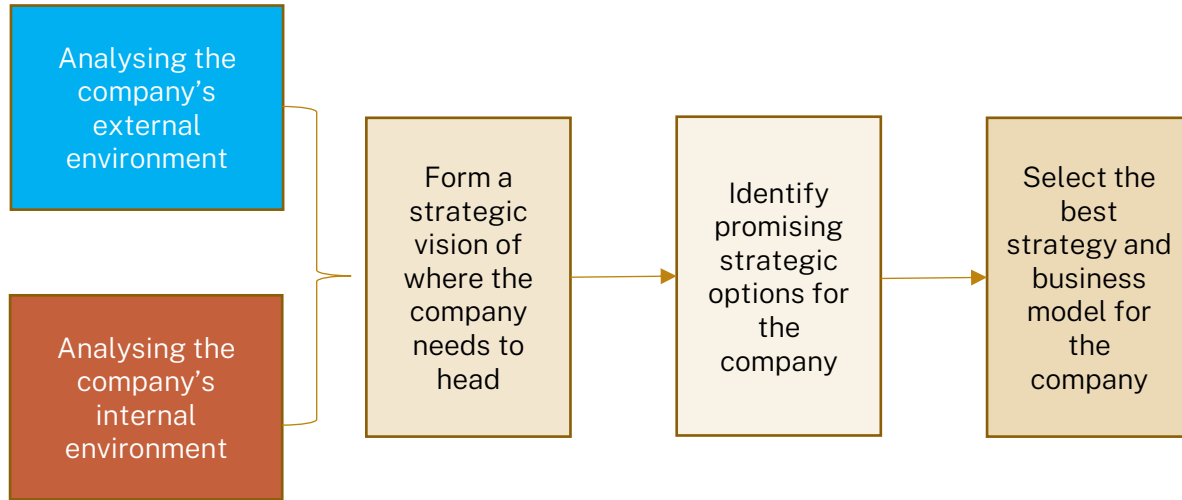 Analysing the
company’s
external
environment
Analysing the
company’s
internal
environment
Form a
strategic
vision of
where the
company
needs to
head
Identify
promising
strategic
options for
the
company
Select the
best
strategy and
business
model for
the
company